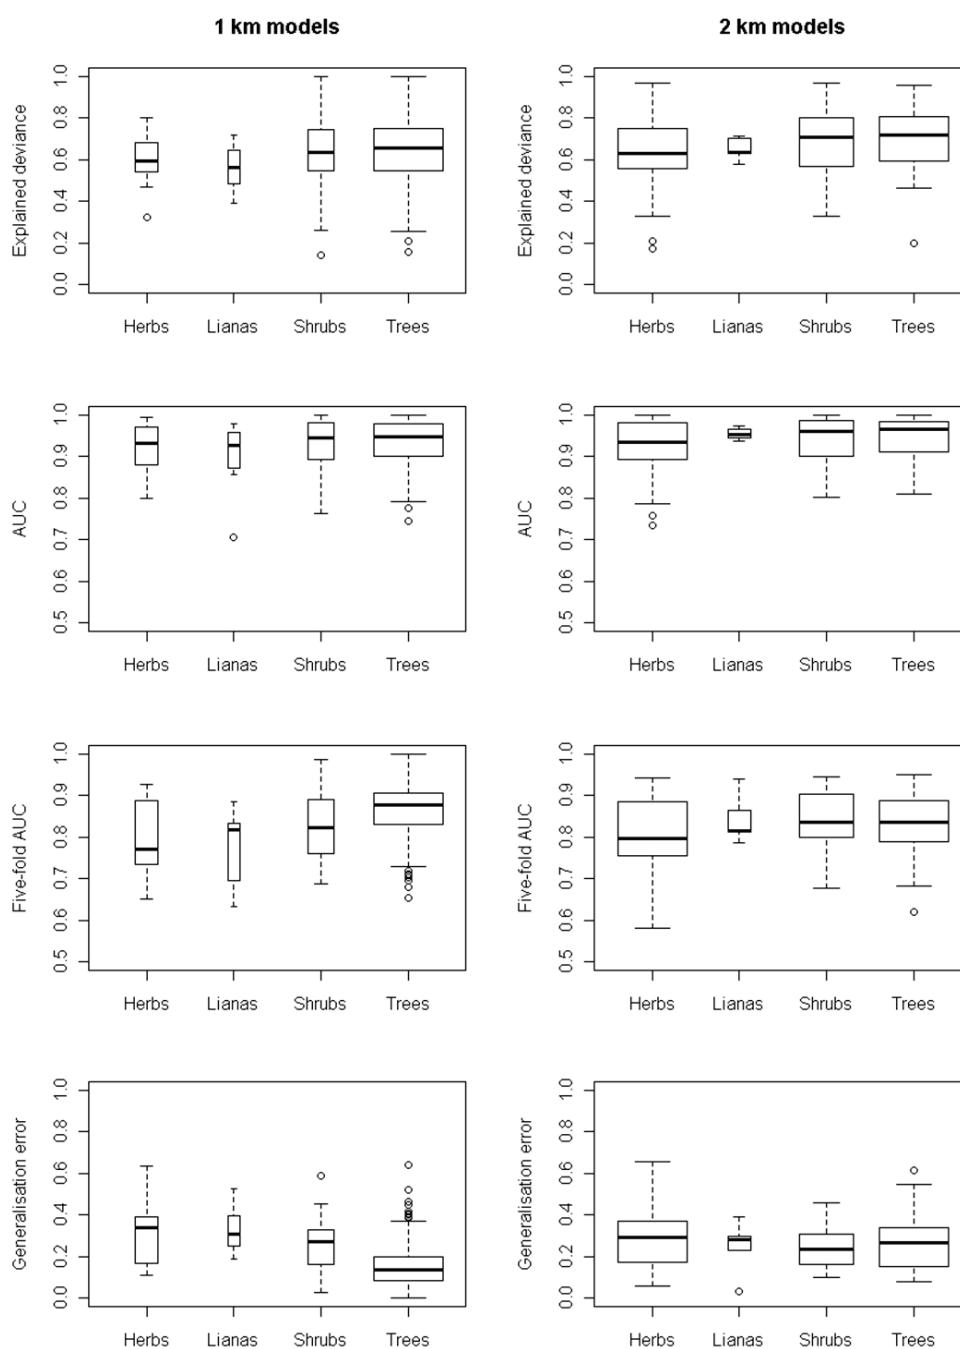 1 km models
2 km models
Explained deviance
0.0 0.2 0.4 0.6 0.8 1.0
Herbs Lianas Shrubs Trees
Explained deviance
0.0 0.2 0.4 0.6 0.8 1.0
Herbs Lianas Shrubs Trees
AUC
0.5 0.6 0.7 0.8 0.9 1.0
Herbs Lianas Shrubs Trees
AUC
0.5 0.6 0.7 0.8 0.9 1.0
Herbs Lianas Shrubs Trees
Five-fold AUC
0.5 0.6 0.7 0.8 0.9 1.0
Herbs Lianas Shrubs Trees
Five-fold AUC
0.5 0.6 0.7 0.8 0.9 1.0
Herbs Lianas Shrubs Trees
Generalisation error
0.0 0.2 0.4 0.6 0.8 1.0
Herbs Lianas Shrubs Trees
Generalisation error
0.0 0.2 0.4 0.6 0.8 1.0
Herbs Lianas Shrubs Trees